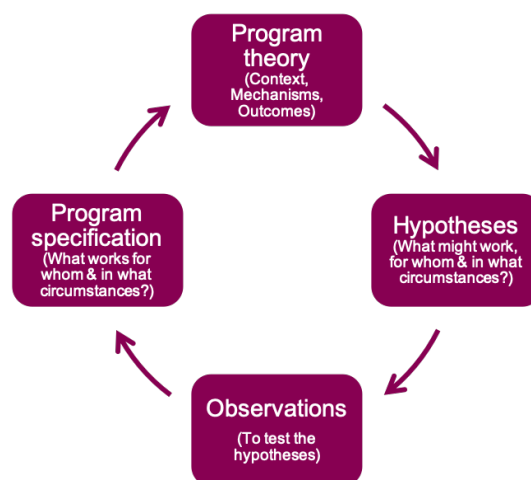 Program
theory
(Context,
Mechanisms,
Outcomes)
Hypotheses
(What might work,
for whom & in what
circumstances?)
Observations
(To test the
hypotheses)
Program
specification
(What works for
whom & in what
circumstances?)